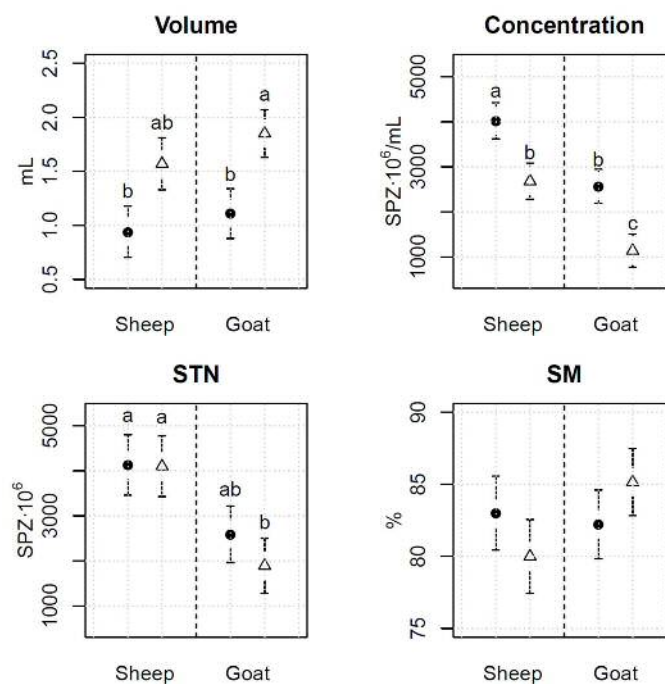 Volume
mL
2.5
2.0
1.5
1.0
0.5
b
ab
b
a
Sheep
Goat
Concentration
SPZ·10⁶/mL
5000
3000
1000
a
b
b
c
Sheep
Goat
STN
SPZ·10⁶
5000
3000
1000
a
a
ab
b
Sheep
Goat
SM
%
90
85
80
75
Sheep
Goat